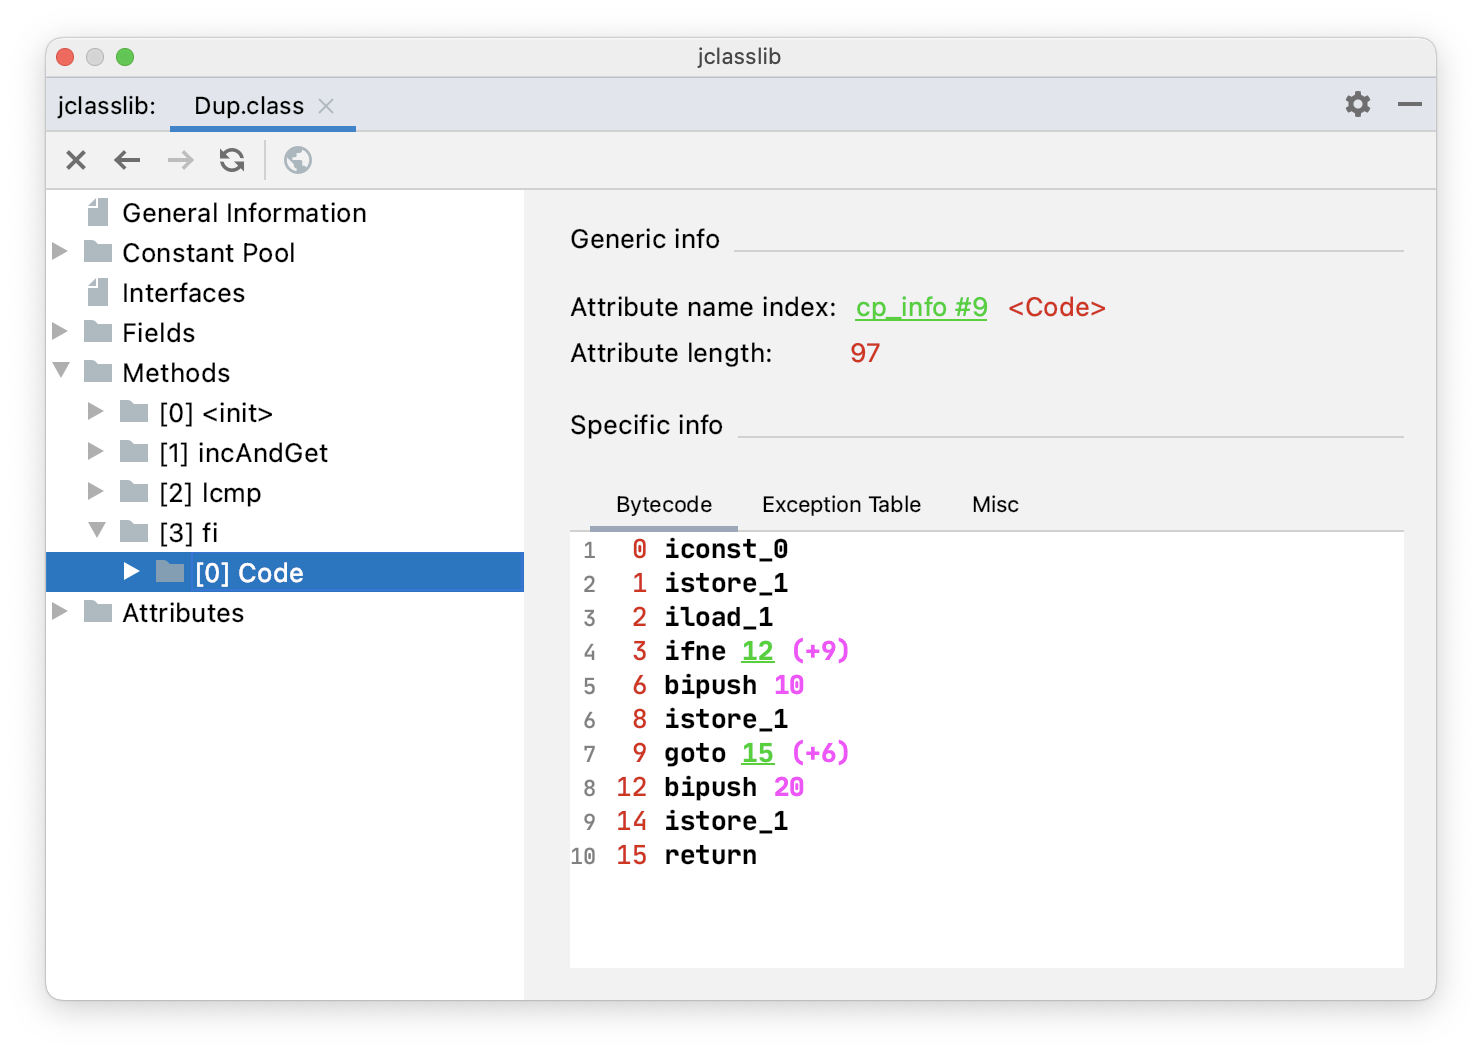 jclasslib
jclasslib: Dup.class
General Information
Constant Pool
Interfaces
Fields
Methods
[0] <init>
[1] incAndGet
[2] lcmp
[3] fi
[0] Code
Attributes
Generic info
Attribute name index: cp_info #9 <Code>
Attribute length: 97
Specific info
Bytecode Exception Table Misc
1 0 iconst_0
2 1 istore_1
3 2 iload_1
4 3 ifne 12 (+9)
5 6 bipush 10
6 8 istore_1
7 9 goto 15 (+6)
8 12 bipush 20
9 14 istore_1
10 15 return